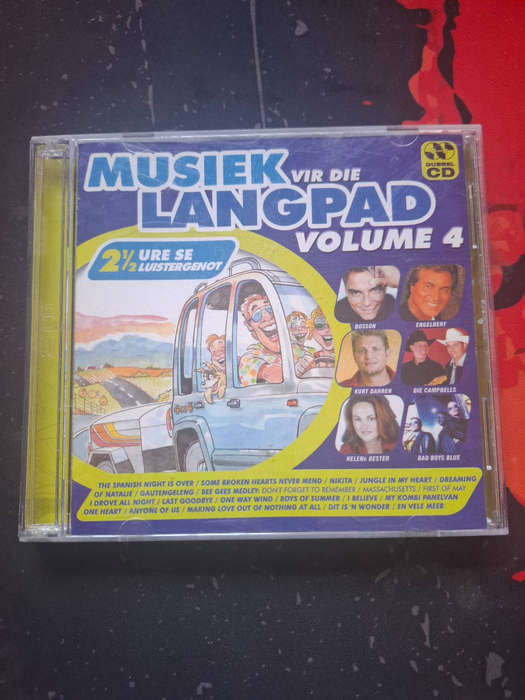 MUSIEK VIR DIE
LANGPAD
VOLUME 4
DUBBEL
CD
2½ URE SE
LUISTERGENOT
BOSSON
ENGELBERT
KURT DARREN
DIE CAMPBELLS
HELENé BESTER
BAD BOYS BLUE
THE SPANISH NIGHT IS OVER / SOME BROKEN HEARTS NEVER MEND / NIKITA / JUNGLE IN MY HEART / DREAMING
OF NATALIE / GAUTENGELENG / BEE GEES MEDLEY: DON'T FORGET TO REMEMBER / MASSACHUSETTS / FIRST OF MAY
I DROVE ALL NIGHT / LAST GOODBYE / ONE WAY WIND / BOYS OF SUMMER / I BELIEVE / MY KOMBI PANELVAN
ONE HEART / ANYONE OF US / MAKING LOVE OUT OF NOTHING AT ALL / DIT IS 'N WONDER / EN VELE MEER